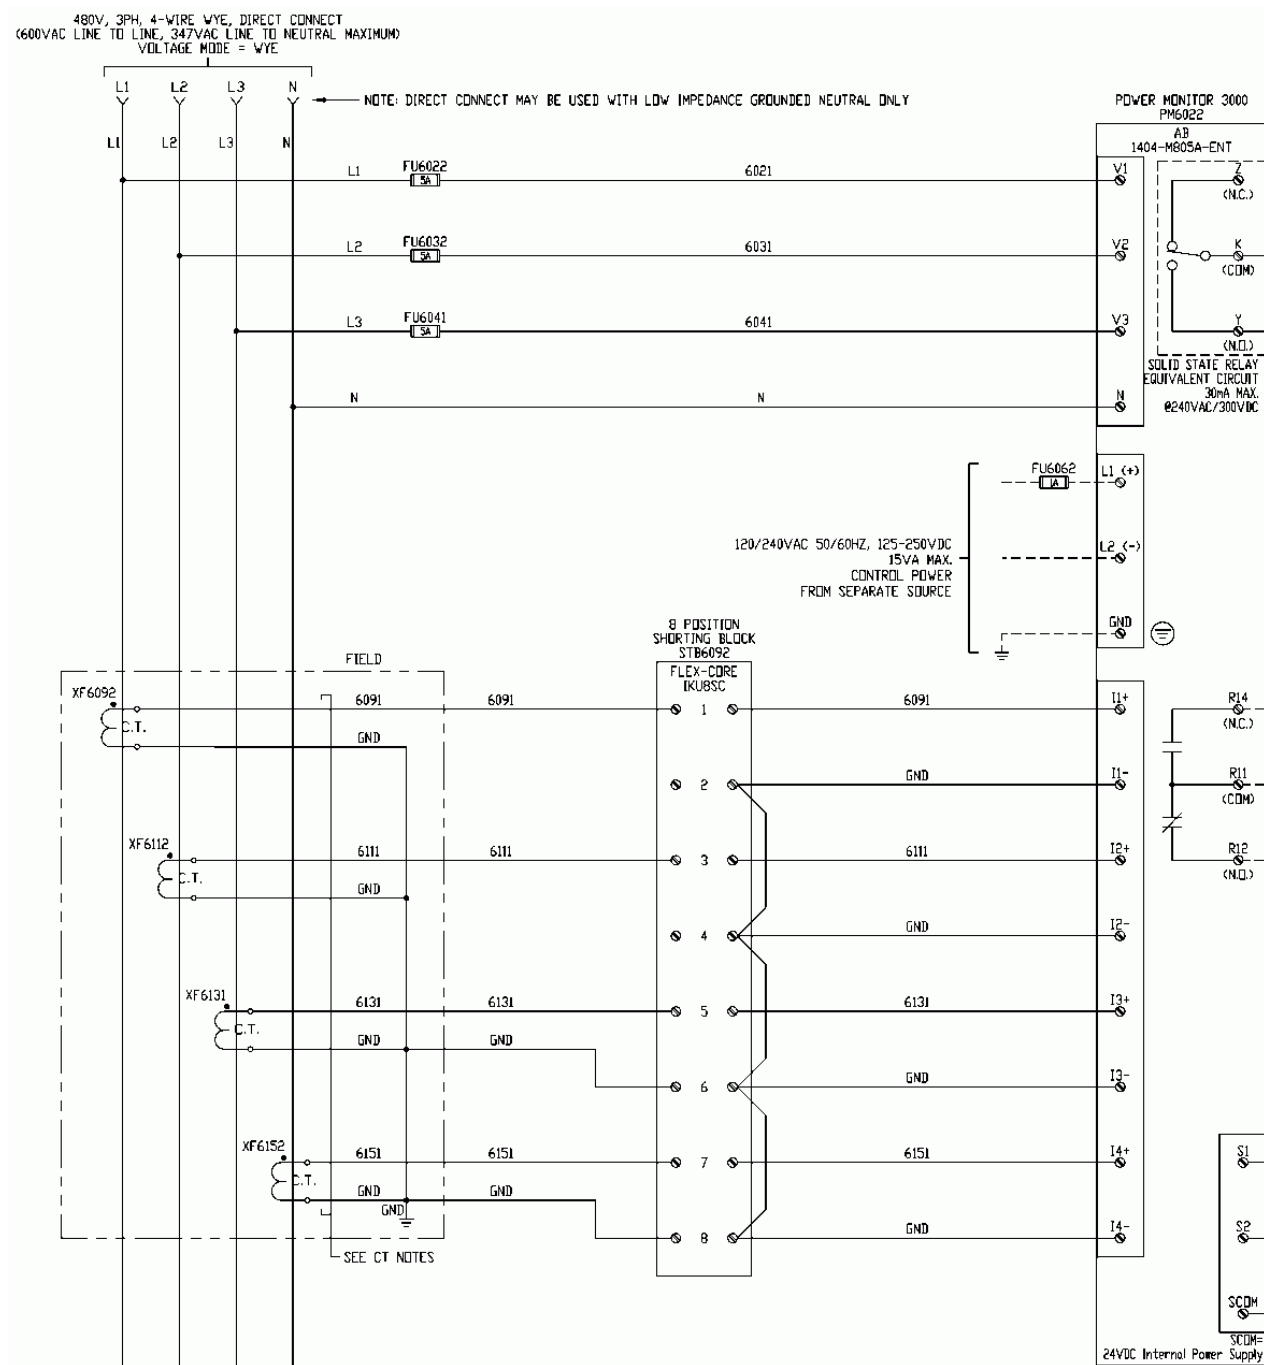 480V, 3PH, 4-WIRE WYE, DIRECT CONNECT
(600VAC LINE TO LINE, 347VAC LINE TO NEUTRAL MAXIMUM)
VOLTAGE MODE = WYE
L1 L2 L3 N
NOTE: DIRECT CONNECT MAY BE USED WITH LOW IMPEDANCE GROUNDED NEUTRAL ONLY
POWER MONITOR 3000
PM6022
AB
1404-M805A-ENT
L1 L2 L3 N
L1 FU6022 5A 6021 V1
Z
(N.C.)
L2 FU6032 5A 6031 V2
K
(COM)
L3 FU6041 5A 6041 V3
Y
(N.O.)
SOLID STATE RELAY
EQUIVALENT CIRCUIT
30mA MAX.
@240VAC/300VDC
N N N
FU6062 1A L1 (+)
120/240VAC 50/60HZ, 125-250VDC
15VA MAX.
CONTROL POWER
FROM SEPARATE SOURCE
L2 (-)
GND
8 POSITION
SHORTING BLOCK
STB6092
FLEX-CORE
IKU8SC
FIELD
XF6092 C.T. 6091 6091 1 6091 I1+
R14
(N.C.)
GND
2 GND I1-
R11
(COM)
XF6112 C.T. 6111 6111 3 6111 I2+
R12
(N.O.)
GND
4 GND I2-
XF6131 C.T. 6131 6131 5 6131 I3+
GND GND
6 GND I3-
XF6152 C.T. 6151 6151 7 6151 I4+
S1
GND GND
GND
8 GND I4-
S2
SEE CT NOTES
SCOM
SCOM=
24VDC Internal Power Supply